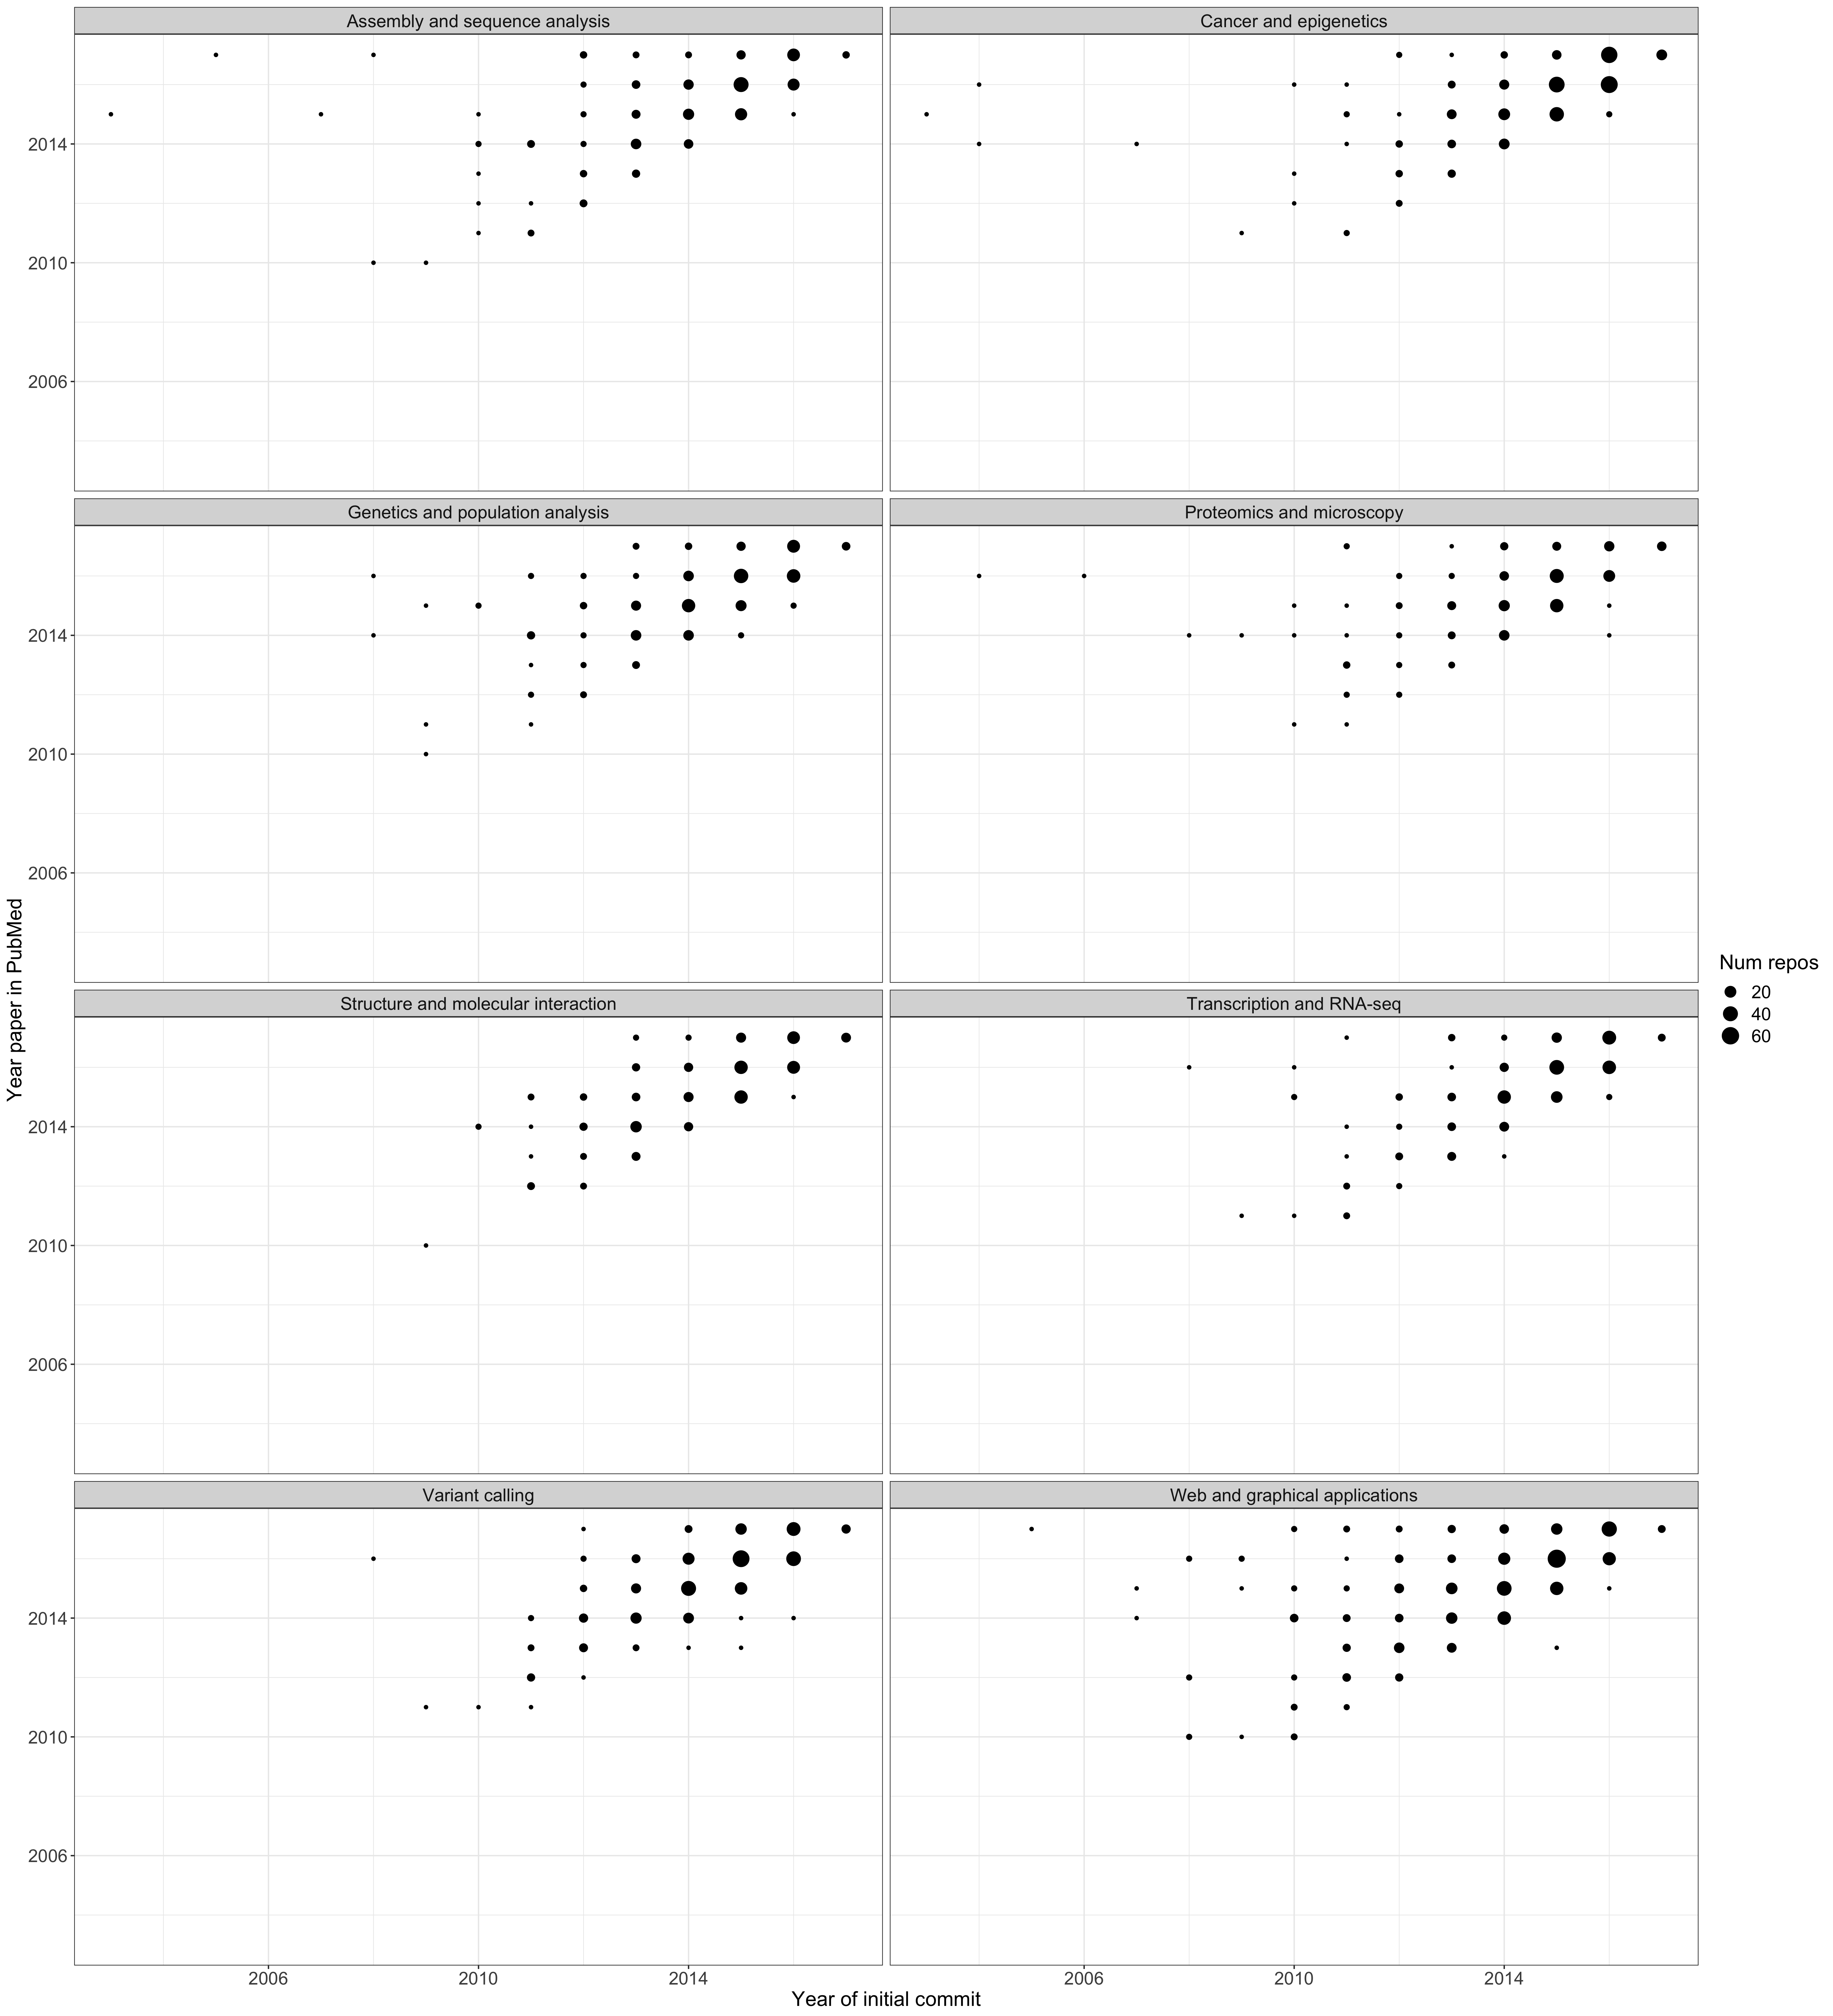 Assembly and sequence analysis
Cancer and epigenetics
2014
2010
2006
Genetics and population analysis
Proteomics and microscopy
2014
2010
2006
Year paper in PubMed
Num repos
20
40
60
Structure and molecular interaction
Transcription and RNA-seq
2014
2010
2006
Variant calling
Web and graphical applications
2014
2010
2006
2006 2010 2014 2006 2010 2014
Year of initial commit